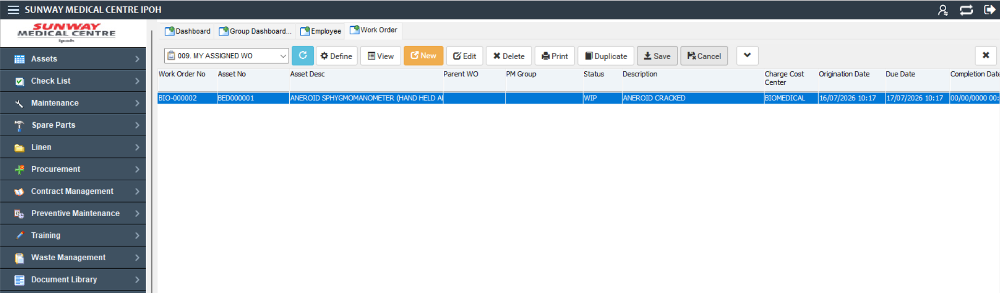 SUNWAY MEDICAL CENTRE IPOH
SUNWAY
MEDICAL CENTRE
Ipoh
Assets
Check List
Maintenance
Spare Parts
Linen
Procurement
Contract Management
Preventive Maintenance
Training
Waste Management
Document Library
Dashboard Group Dashboard... Employee Work Order
009. MY ASSIGNED WO Define View New Edit Delete Print Duplicate Save Cancel
Work Order No Asset No Asset Desc Parent WO PM Group Status Description Charge Cost Center Origination Date Due Date Completion Date
BIO-000002 BED000001 ANEROID SPHYGMOMANOMETER (HAND HELD WIP ANEROID CRACKED BIOMEDICAL 16/07/2026 10:17 17/07/2026 10:17 00/00/0000 00: